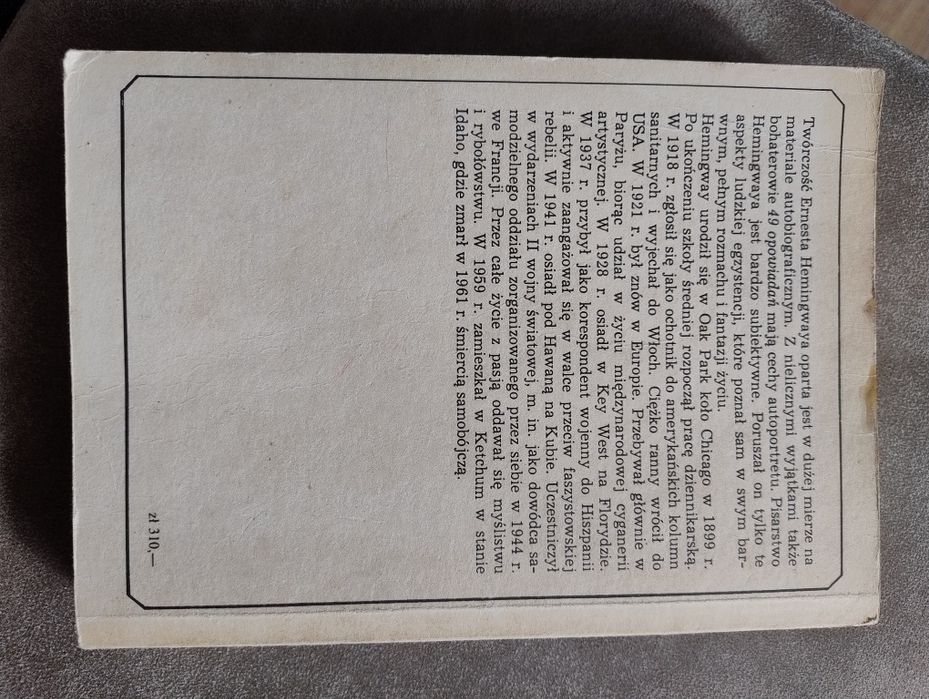 Twórczość Ernesta Hemingwaya oparta jest w dużej mierze na
materiale autobiograficznym. Z nielicznymi wyjątkami także
bohaterowie 49 opowiadań mają cechy autoportretu. Pisarstwo
Hemingwaya jest bardzo subiektywne. Poruszał on tylko te
aspekty ludzkiej egzystencji, które poznał sam w swym bar-
wnym, pełnym rozmachu i fantazji życiu.
Hemingway urodził się w Oak Park koło Chicago w 1899 r.
Po ukończeniu szkoły średniej rozpoczął pracę dziennikarską.
W 1918 r. zgłosił się jako ochotnik do amerykańskich kolumn
sanitarnych i wyjechał do Włoch. Ciężko ranny wrócił do
USA. W 1921 r. był znów w Europie. Przebywał głównie w
Paryżu, biorąc udział w życiu międzynarodowej cyganerii
artystycznej. W 1928 r. osiadł w Key West na Florydzie.
W 1937 r. przybył jako korespondent wojenny do Hiszpanii
i aktywnie zaangażował się w walce przeciw faszystowskiej
rebelii. W 1941 r. osiadł pod Hawaną na Kubie. Uczestniczył
w wydarzeniach II wojny światowej, m. in. jako dowódca sa-
modzielnego oddziału zorganizowanego przez siebie w 1944 r.
we Francji. Przez całe życie z pasją oddawał się myślistwu
i rybołówstwu. W 1959 r. zamieszkał w Ketchum w stanie
Idaho, gdzie zmarł w 1961 r. śmiercią samobójczą.
zł 310,—